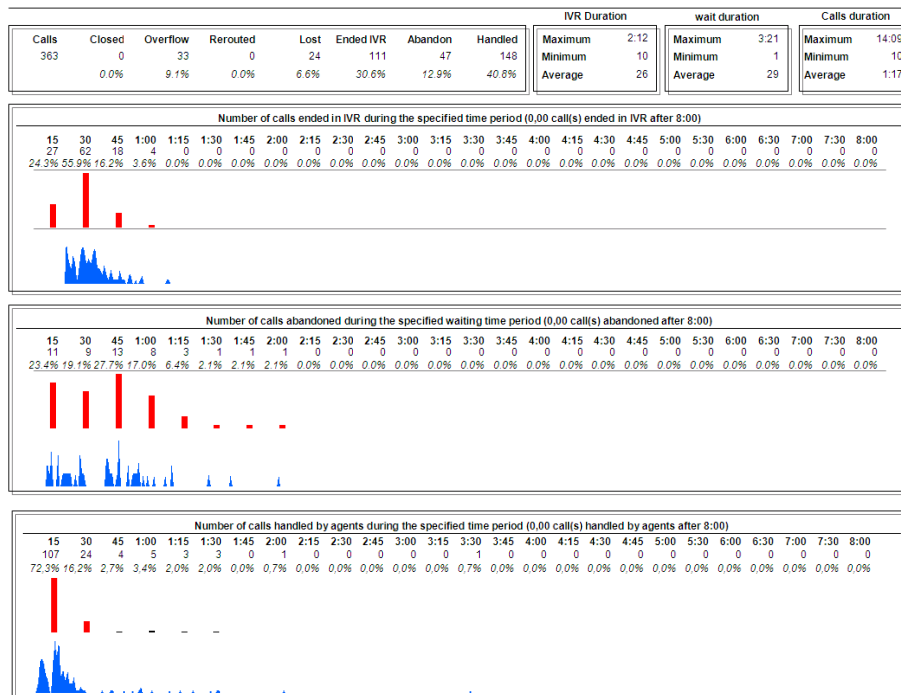 IVR Duration wait duration Calls duration
Calls Closed Overflow Rerouted Lost Ended IVR Abandon Handled Maximum 2:12 Maximum 3:21 Maximum 14:09
363 0 33 0 24 111 47 148 Minimum 10 Minimum 1 Minimum 10
0.0% 9.1% 0.0% 6.6% 30.6% 12.9% 40.8% Average 26 Average 29 Average 1:17
Number of calls ended in IVR during the specified time period (0,00 call(s) ended in IVR after 8:00)
15 30 45 1:00 1:15 1:30 1:45 2:00 2:15 2:30 2:45 3:00 3:15 3:30 3:45 4:00 4:15 4:30 4:45 5:00 5:30 6:00 6:30 7:00 7:30 8:00
27 62 18 4 0 0 0 0 0 0 0 0 0 0 0 0 0 0 0 0 0 0 0 0 0 0
24.3% 55.9% 16.2% 3.6% 0.0% 0.0% 0.0% 0.0% 0.0% 0.0% 0.0% 0.0% 0.0% 0.0% 0.0% 0.0% 0.0% 0.0% 0.0% 0.0% 0.0% 0.0% 0.0% 0.0% 0.0% 0.0%
Number of calls abandoned during the specified waiting time period (0,00 call(s) abandoned after 8:00)
15 30 45 1:00 1:15 1:30 1:45 2:00 2:15 2:30 2:45 3:00 3:15 3:30 3:45 4:00 4:15 4:30 4:45 5:00 5:30 6:00 6:30 7:00 7:30 8:00
11 9 13 8 3 1 1 1 0 0 0 0 0 0 0 0 0 0 0 0 0 0 0 0 0 0
23.4% 19.1% 27.7% 17.0% 6.4% 2.1% 2.1% 2.1% 0.0% 0.0% 0.0% 0.0% 0.0% 0.0% 0.0% 0.0% 0.0% 0.0% 0.0% 0.0% 0.0% 0.0% 0.0% 0.0% 0.0% 0.0%
Number of calls handled by agents during the specified time period (0,00 call(s) handled by agents after 8:00)
15 30 45 1:00 1:15 1:30 1:45 2:00 2:15 2:30 2:45 3:00 3:15 3:30 3:45 4:00 4:15 4:30 4:45 5:00 5:30 6:00 6:30 7:00 7:30 8:00
107 24 4 5 3 3 0 1 0 0 0 0 0 1 0 0 0 0 0 0 0 0 0 0 0 0
72,3% 16,2% 2,7% 3,4% 2,0% 2,0% 0,0% 0,7% 0,0% 0,0% 0,0% 0,0% 0,0% 0,7% 0,0% 0,0% 0,0% 0,0% 0,0% 0,0% 0,0% 0,0% 0,0% 0,0% 0,0% 0,0%